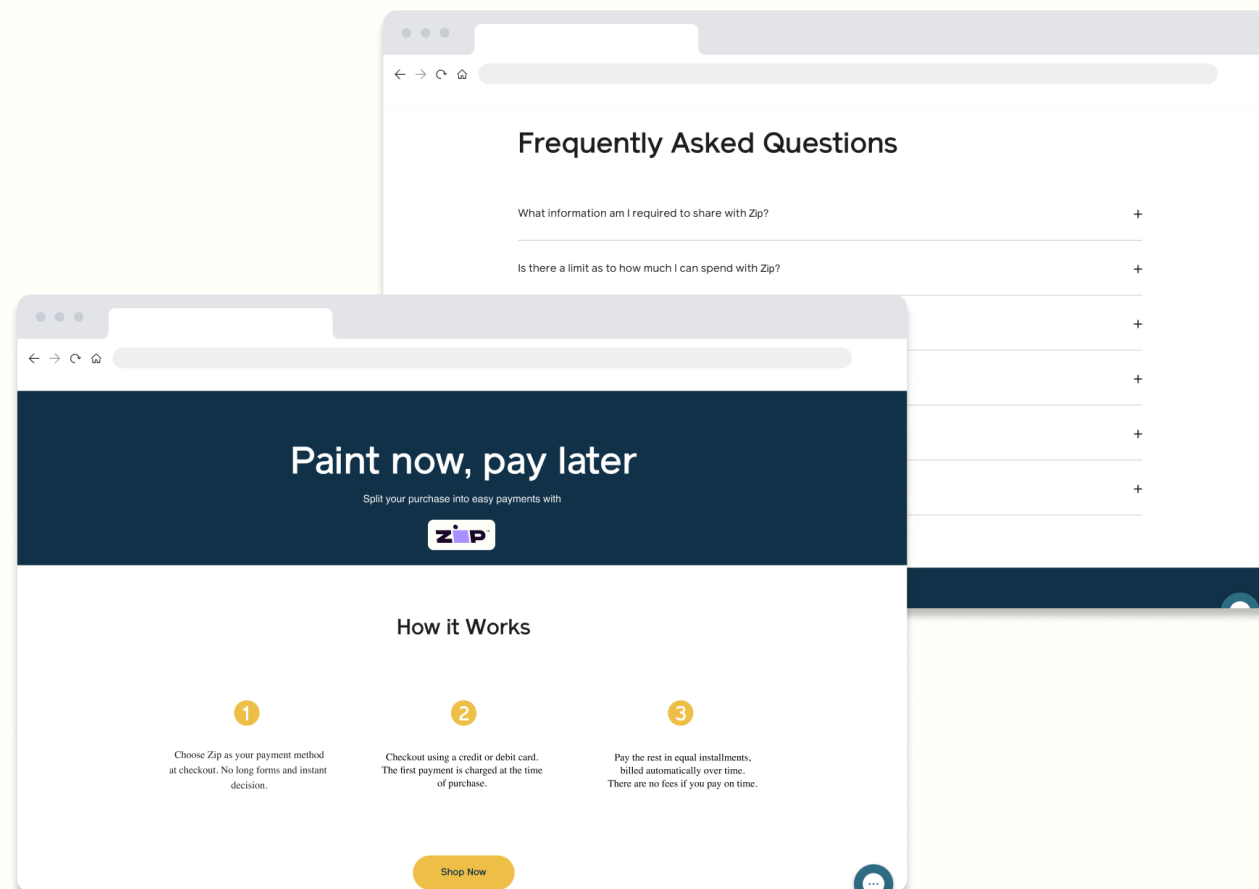 Frequently Asked Questions
What information am I required to share with Zip?
+
Is there a limit as to how much I can spend with Zip?
+
+
+
+
+
Paint now, pay later
Split your purchase into easy payments with
zip
How it Works
1
Choose Zip as your payment method
at checkout. No long forms and instant
decision.
2
Checkout using a credit or debit card.
The first payment is charged at the time
of purchase.
3
Pay the rest in equal installments,
billed automatically over time.
There are no fees if you pay on time.
Shop Now